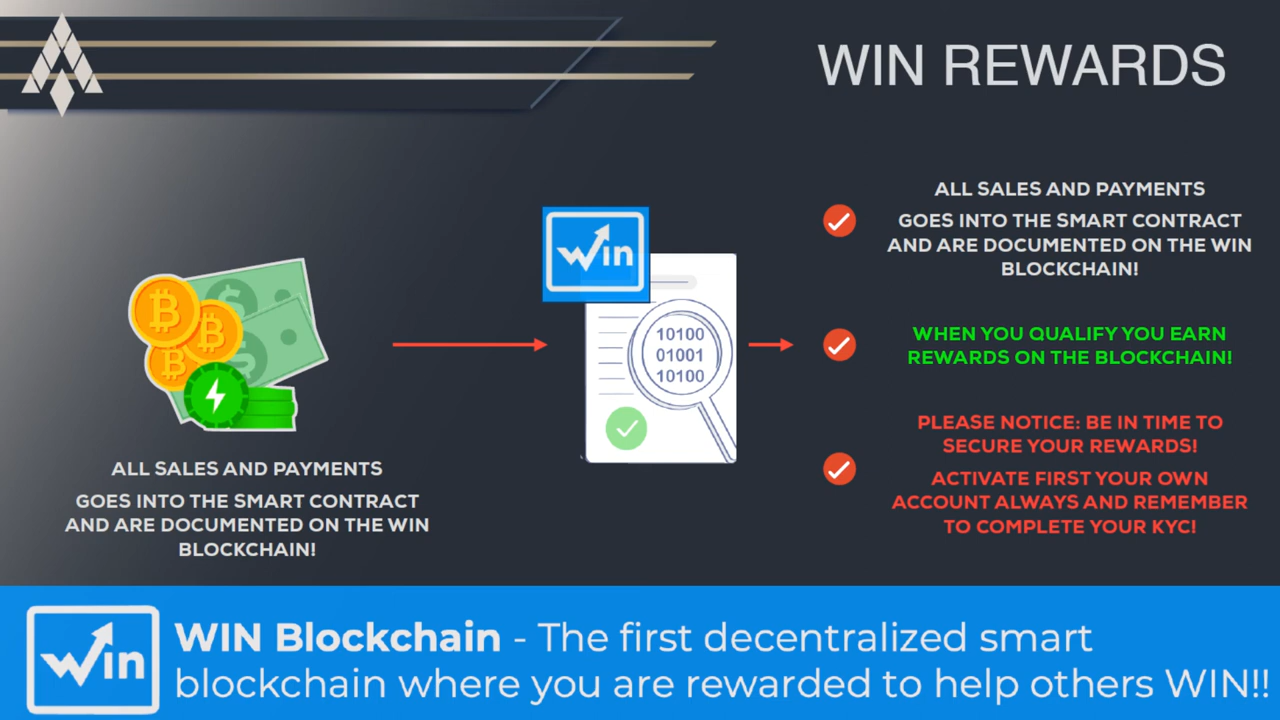 WIN REWARDS
ALL SALES AND PAYMENTS
GOES INTO THE SMART CONTRACT
AND ARE DOCUMENTED ON THE WIN
BLOCKCHAIN!
Win
10100
01001
10100
ALL SALES AND PAYMENTS
GOES INTO THE SMART CONTRACT
AND ARE DOCUMENTED ON THE WIN
BLOCKCHAIN!
WHEN YOU QUALIFY YOU EARN
REWARDS ON THE BLOCKCHAIN!
PLEASE NOTICE: BE IN TIME TO
SECURE YOUR REWARDS!
ACTIVATE FIRST YOUR OWN
ACCOUNT ALWAYS AND REMEMBER
TO COMPLETE YOUR KYC!
Win
WIN Blockchain - The first decentralized smart
blockchain where you are rewarded to help others WIN!!